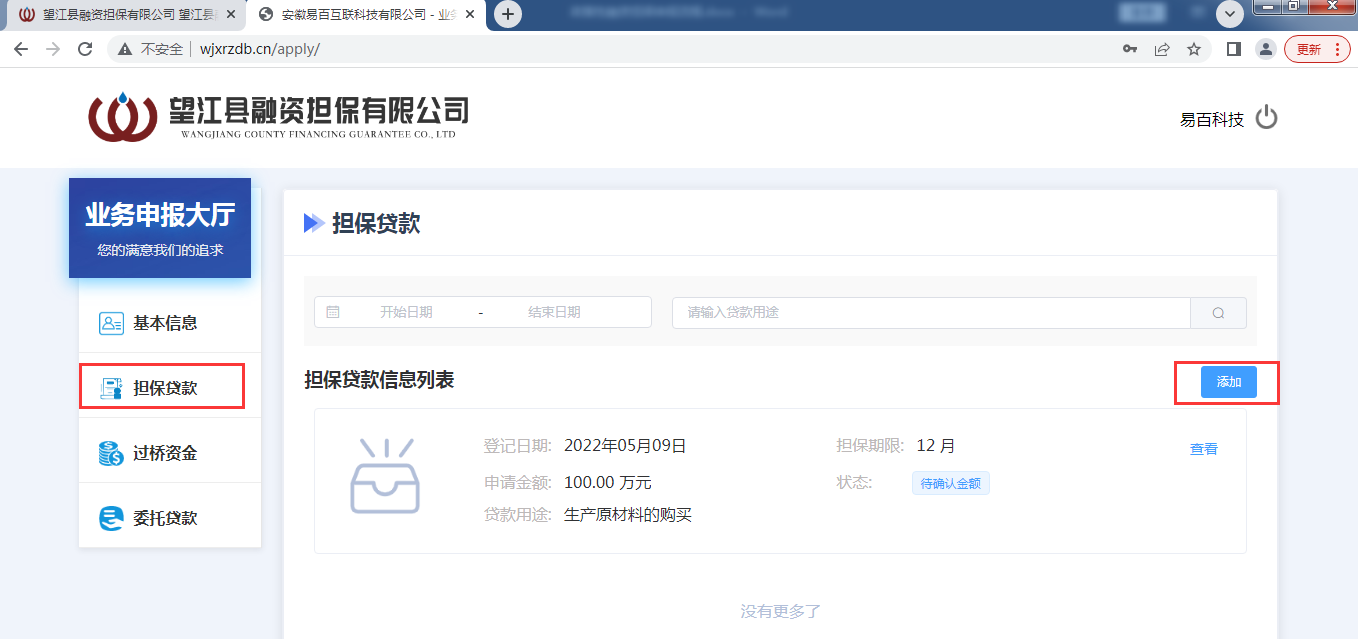 望江县融资担保有限公司 望江县
安徽易百互联科技有限公司 - 业
不安全 wjxrzdb.cn/apply/
更新
望江县融资担保有限公司
WANGJIANG COUNTY FINANCING GUARANTEE CO., LTD
易百科技
业务申报大厅
您的满意我们的追求
基本信息
担保贷款
过桥资金
委托贷款
担保贷款
开始日期 - 结束日期 请输入贷款用途
担保贷款信息列表 添加
登记日期: 2022年05月09日 担保期限: 12 月 查看
申请金额: 100.00 万元 状态: 待确认金额
贷款用途: 生产原材料的购买
没有更多了